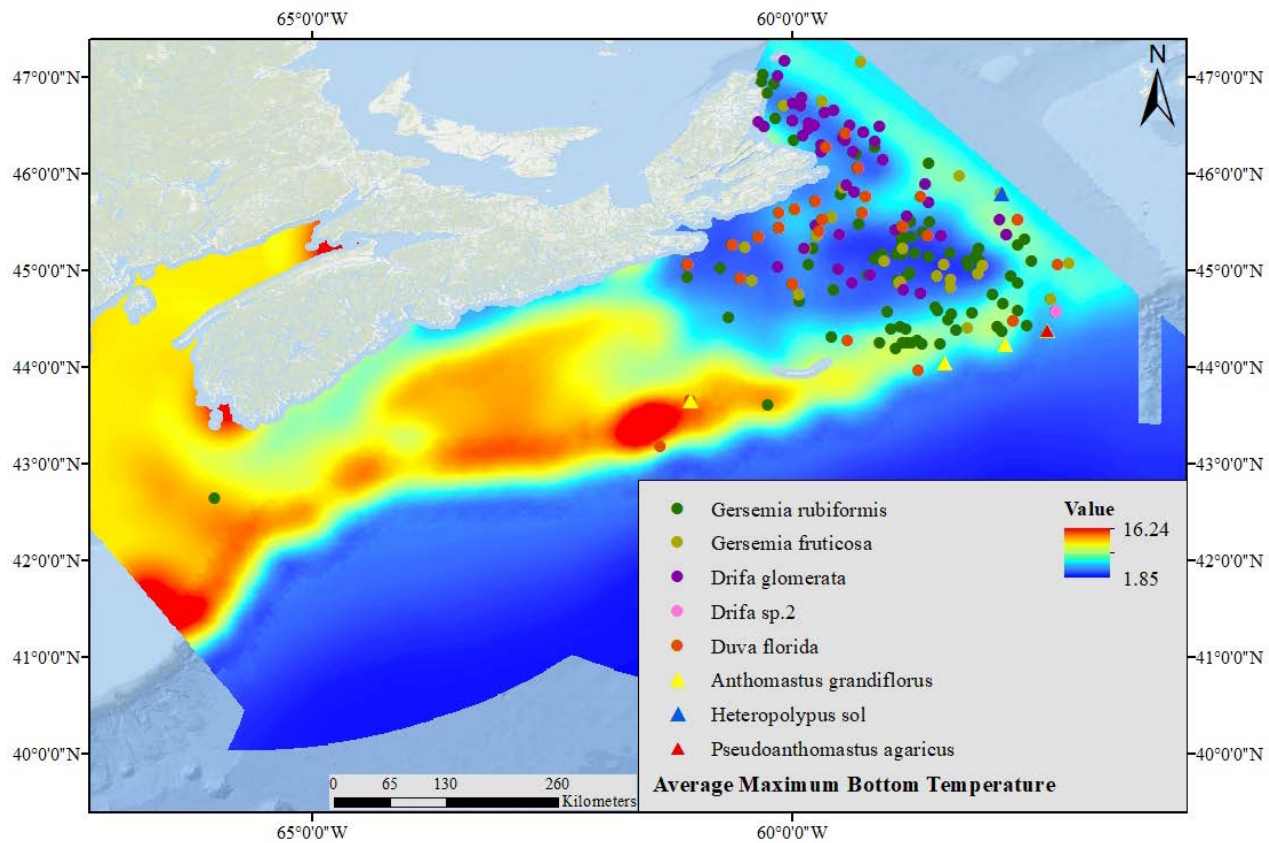 65°0'0"W 60°0'0"W
47°0'0"N 47°0'0"N
N
46°0'0"N 46°0'0"N
45°0'0"N 45°0'0"N
44°0'0"N 44°0'0"N
43°0'0"N 43°0'0"N
42°0'0"N 42°0'0"N
41°0'0"N 41°0'0"N
40°0'0"N 40°0'0"N
Gersemia rubiformis
Gersemia fruticosa
Drifa glomerata
Drifa sp.2
Duva florida
Anthomastus grandiflorus
Heteropolypus sol
Pseudoanthomastus agaricus
Value
16.24
1.85
Average Maximum Bottom Temperature
0 65 130 260
Kilometers
65°0'0"W 60°0'0"W